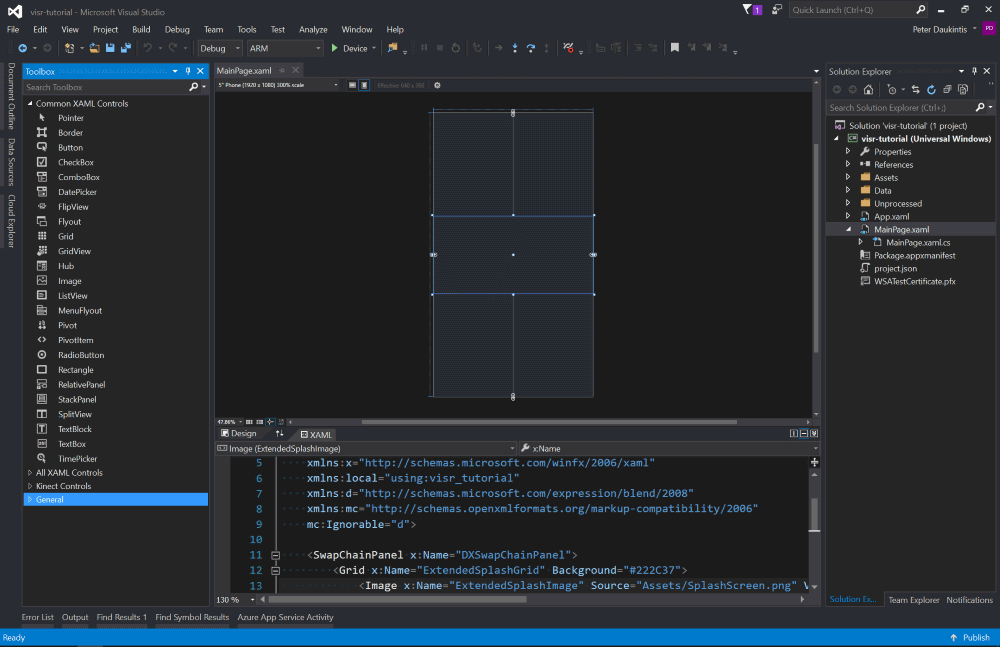 visr-tutorial - Microsoft Visual Studio
1
Quick Launch (Ctrl+Q)
File Edit View Project Build Debug Team Tools Test Analyze Window Help
Peter Daukintis
PD
Debug ARM Device
Document Outline
Data Sources
Cloud Explorer
Toolbox
Search Toolbox
Common XAML Controls
Pointer
Border
Button
CheckBox
ComboBox
DatePicker
FlipView
Flyout
Grid
GridView
Hub
Image
ListView
MenuFlyout
Pivot
PivotItem
RadioButton
Rectangle
RelativePanel
StackPanel
SplitView
TextBlock
TextBox
TimePicker
All XAML Controls
Kinect Controls
General
MainPage.xaml
5" Phone (1920 x 1080) 300% scale
Effective 640 x 360
47.86%
Design
XAML
Image (ExtendedSplashImage)
x:Name
5 xmlns:x="http://schemas.microsoft.com/winfx/2006/xaml"
6 xmlns:local="using:visr_tutorial"
7 xmlns:d="http://schemas.microsoft.com/expression/blend/2008"
8 xmlns:mc="http://schemas.openxmlformats.org/markup-compatibility/2006"
9 mc:Ignorable="d">
10
11 <SwapChainPanel x:Name="DXSwapChainPanel">
12 <Grid x:Name="ExtendedSplashGrid" Background="#222C37">
13 <Image x:Name="ExtendedSplashImage" Source="Assets/SplashScreen.png" V
130 %
Solution Explorer
Search Solution Explorer (Ctrl+;)
Solution 'visr-tutorial' (1 project)
visr-tutorial (Universal Windows)
Properties
References
Assets
Data
Unprocessed
App.xaml
MainPage.xaml
MainPage.xaml.cs
Package.appxmanifest
project.json
WSATestCertificate.pfx
Solution Ex... Team Explorer Notifications
Error List Output Find Results 1 Find Symbol Results Azure App Service Activity
Ready
Publish